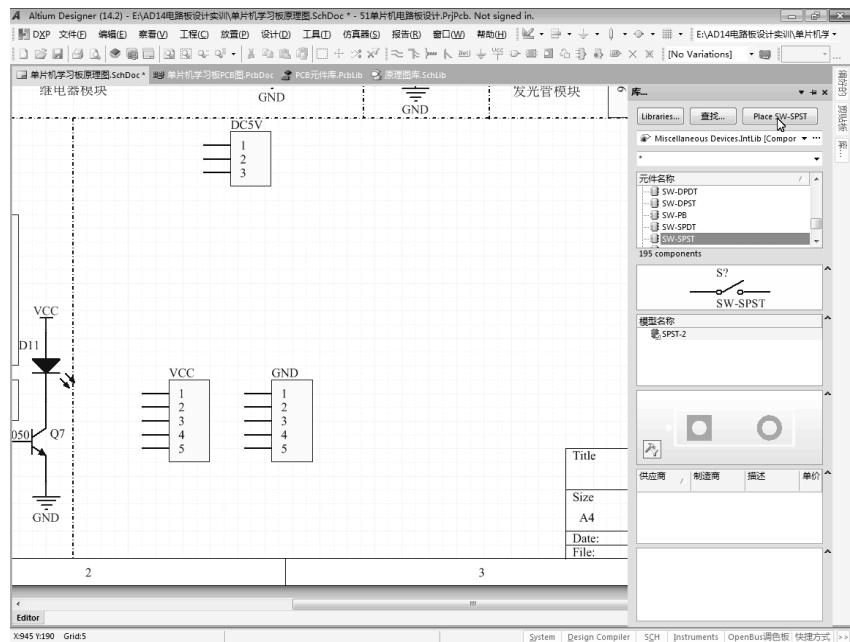 Altium Designer (14.2) - E:\AD14电路板设计实训\单片机学习板原理图.SchDoc * - 51单片机电路板设计.PrjPcb. Not signed in.
DXP 文件(F) 编辑(E) 察看(V) 工程(C) 放置(P) 设计(D) 工具(T) 仿真器(S) 报告(R) 窗口(W) 帮助(H) E:\AD14电路板设计实训\单片机学
[No Variations]
单片机学习板原理图.SchDoc * 单片机学习板PCB图.PcbDoc PCB元件库.PcbLib 原理图库.SchLib
继电器模块
GND
GND
发光管模块
9
DC5V
1
2
3
VCC
D11
050
Q7
GND
VCC
1
2
3
4
5
GND
1
2
3
4
5
Title
Size
A4
Date:
File:
2
3
库...
Libraries... 查找... Place SW-SPST
Miscellaneous Devices.IntLib [Compor
*
元件名称
SW-DPDT
SW-DPST
SW-PB
SW-SPDT
SW-SPST
195 components
S?
SW-SPST
模型名称
SPST-2
供应商 制造商 描述 单价
剪贴板
库...
Editor
X:945 Y:190 Grid:5
System Design Compiler SCH Instruments OpenBus调色板 快捷方式 >>